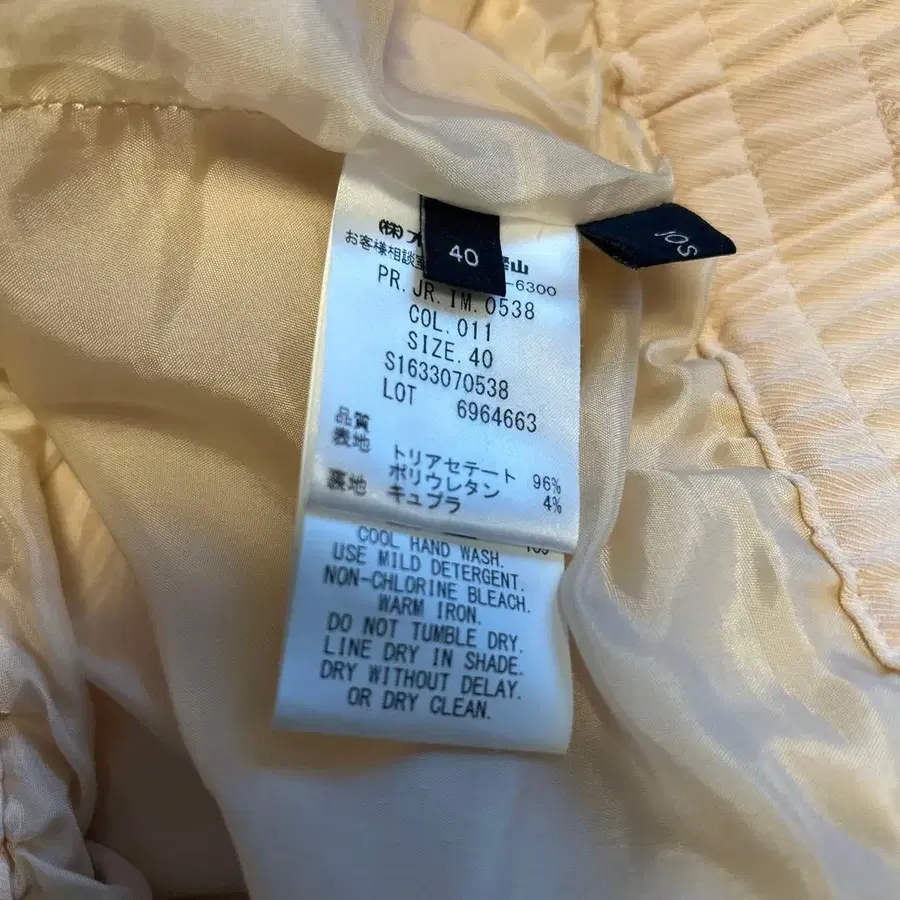 (株)オ
山
お客様相談室
-6300
40
JOS
PR.JR.IM.0538
COL.011
SIZE.40
S1633070538
LOT 6964663
品質
表地 トリアセテート 96%
ポリウレタン 4%
裏地 キュプラ
COOL HAND WASH.
USE MILD DETERGENT.
NON-CHLORINE BLEACH.
WARM IRON.
DO NOT TUMBLE DRY.
LINE DRY IN SHADE.
DRY WITHOUT DELAY.
OR DRY CLEAN.